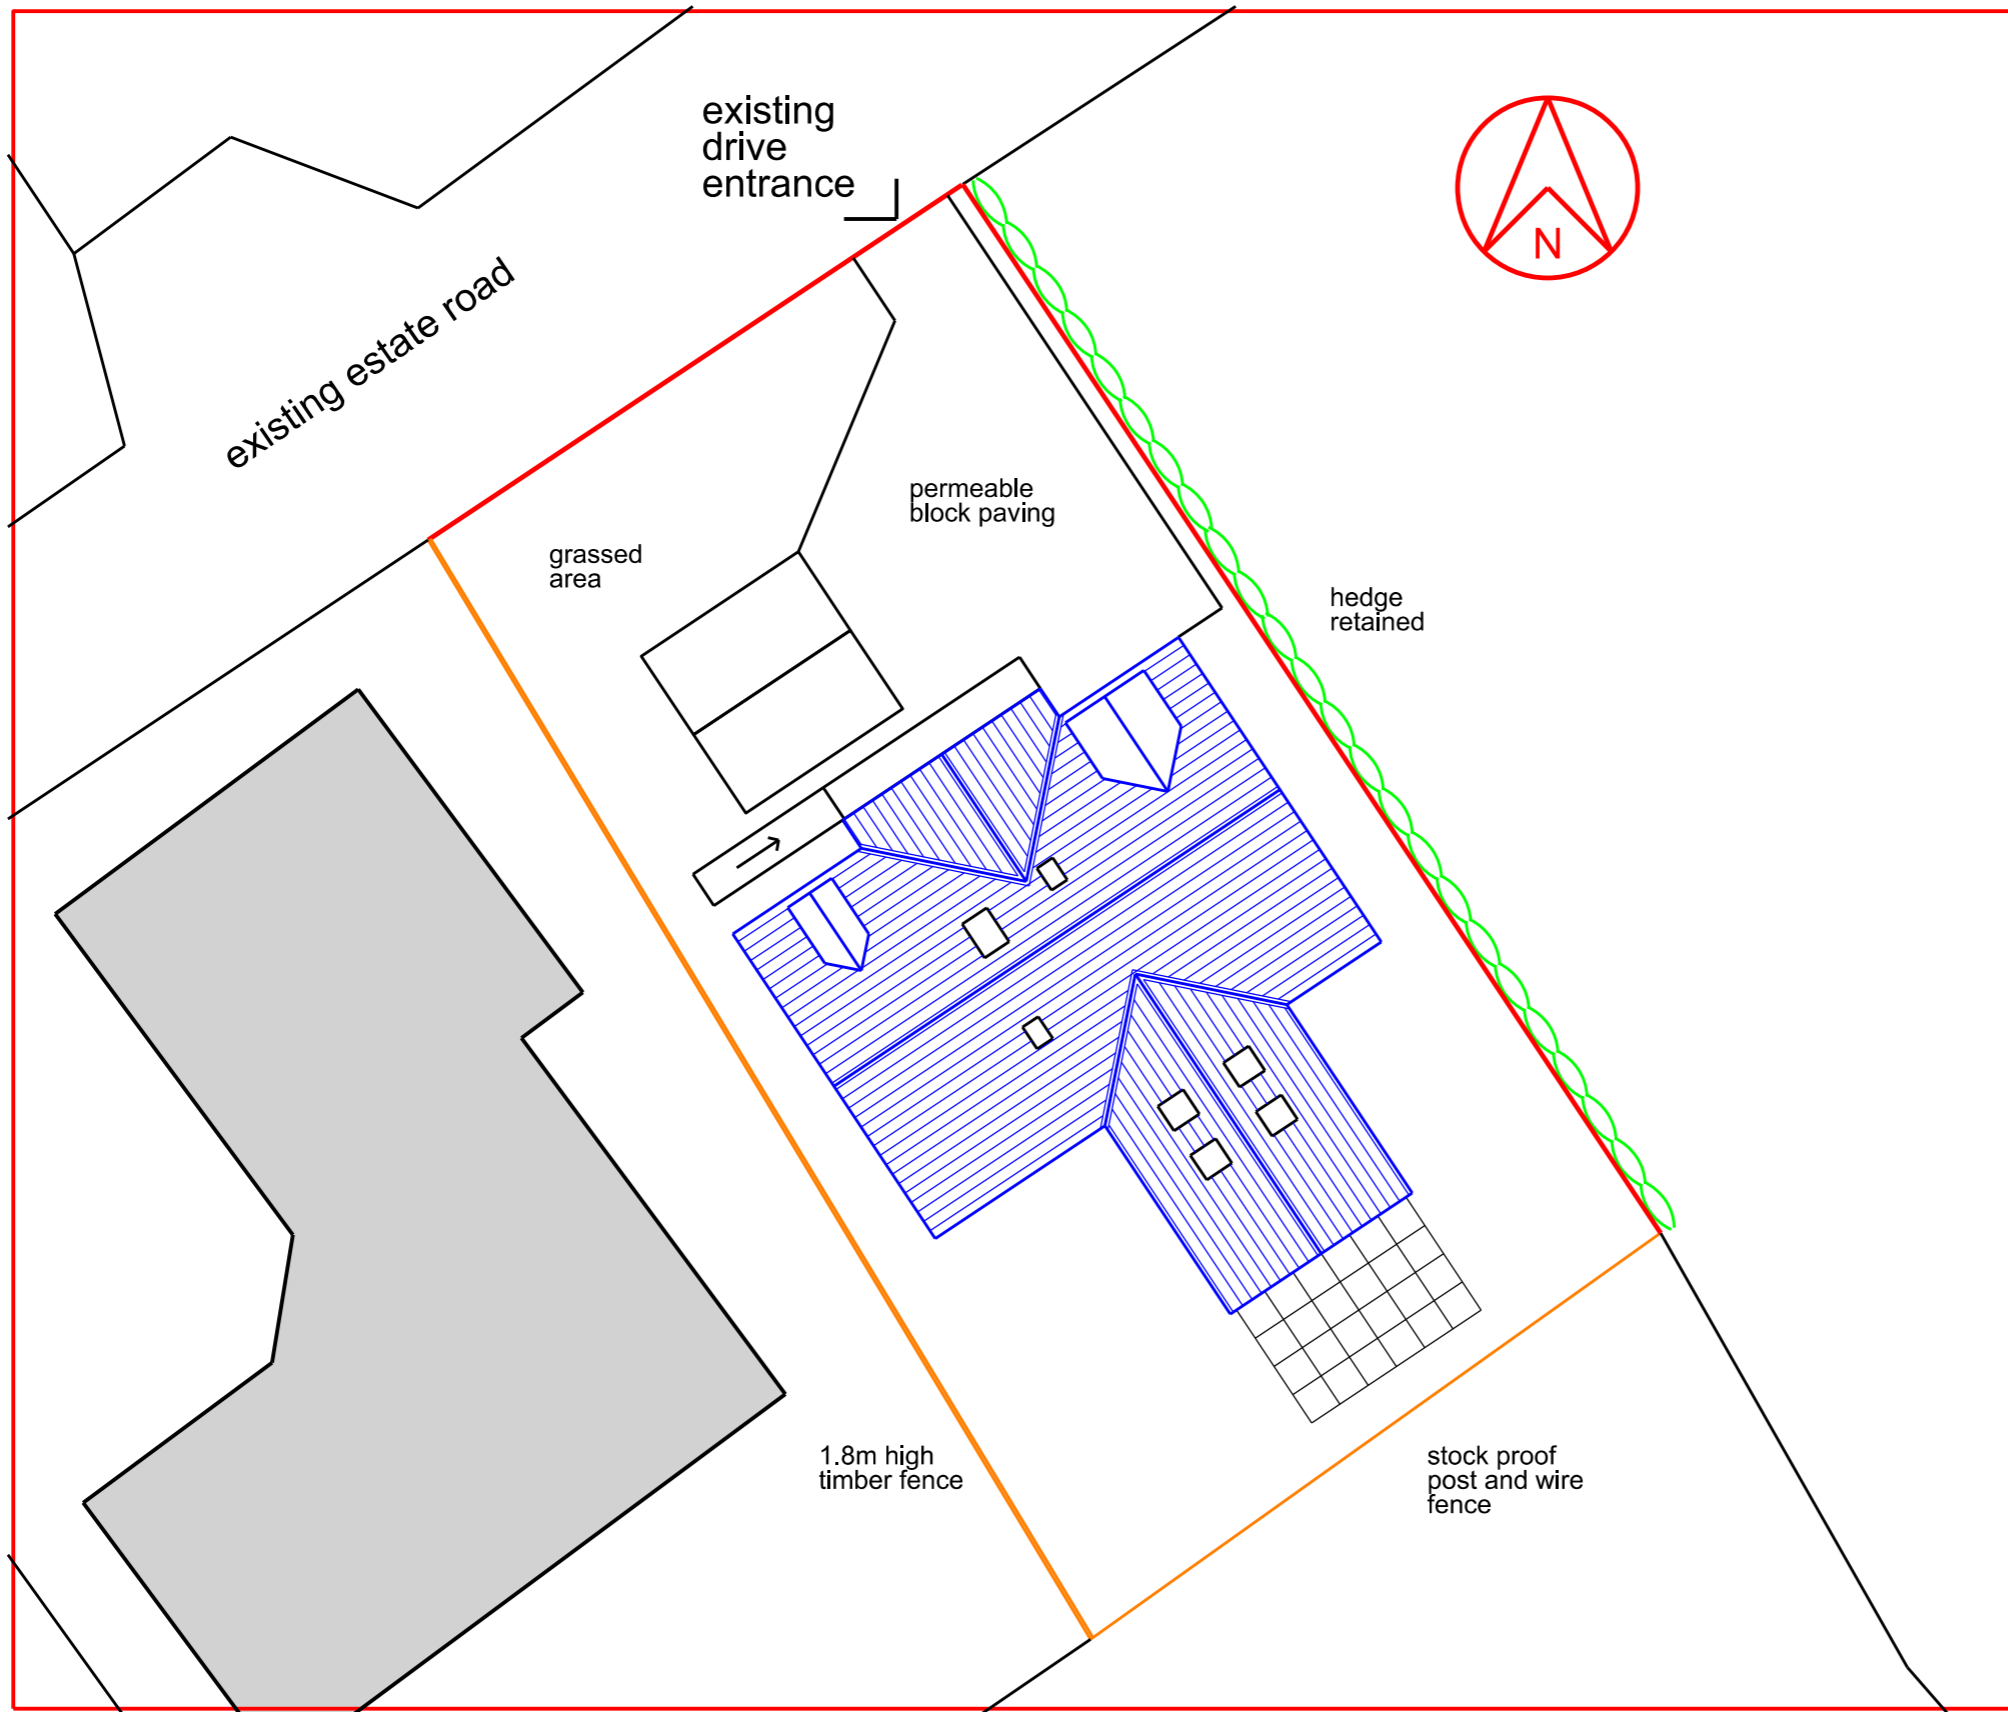 existing
drive
entrance
N
existing estate road
permeable
block paving
grassed
area
hedge
retained
1.8m high
timber fence
stock proof
post and wire
fence